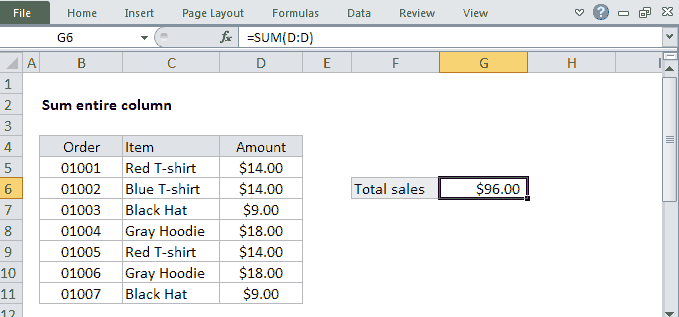 File Home Insert Page Layout Formulas Data Review View
G6 fx =SUM(D:D)
A B C D E F G H I
1
2 Sum entire column
3
4 Order Item Amount
5 01001 Red T-shirt $14.00
6 01002 Blue T-shirt $14.00 Total sales $96.00
7 01003 Black Hat $9.00
8 01004 Gray Hoodie $18.00
9 01005 Red T-shirt $14.00
10 01006 Gray Hoodie $18.00
11 01007 Black Hat $9.00
12